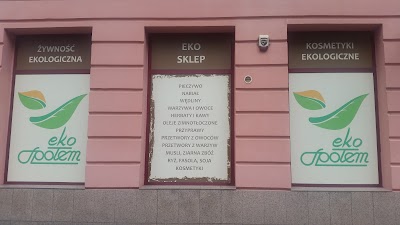 ŻYWNOŚĆ
EKOLOGICZNA
eko
Społem
EKO
SKLEP
PIECZYWO
NABIAŁ
WĘDLINY
WARZYWA I OWOCE
HERBATY I KAWY
OLEJE ZIMNOTŁOCZONE
PRZYPRAWY
PRZETWORY Z OWOCÓW
PRZETWORY Z WARZYW
MUSLI, ZIARNA ZBÓŻ
RYŻ, FASOLA, SOJA
KOSMETYKI
KOSMETYKI
EKOLOGICZNE
eko
Społem